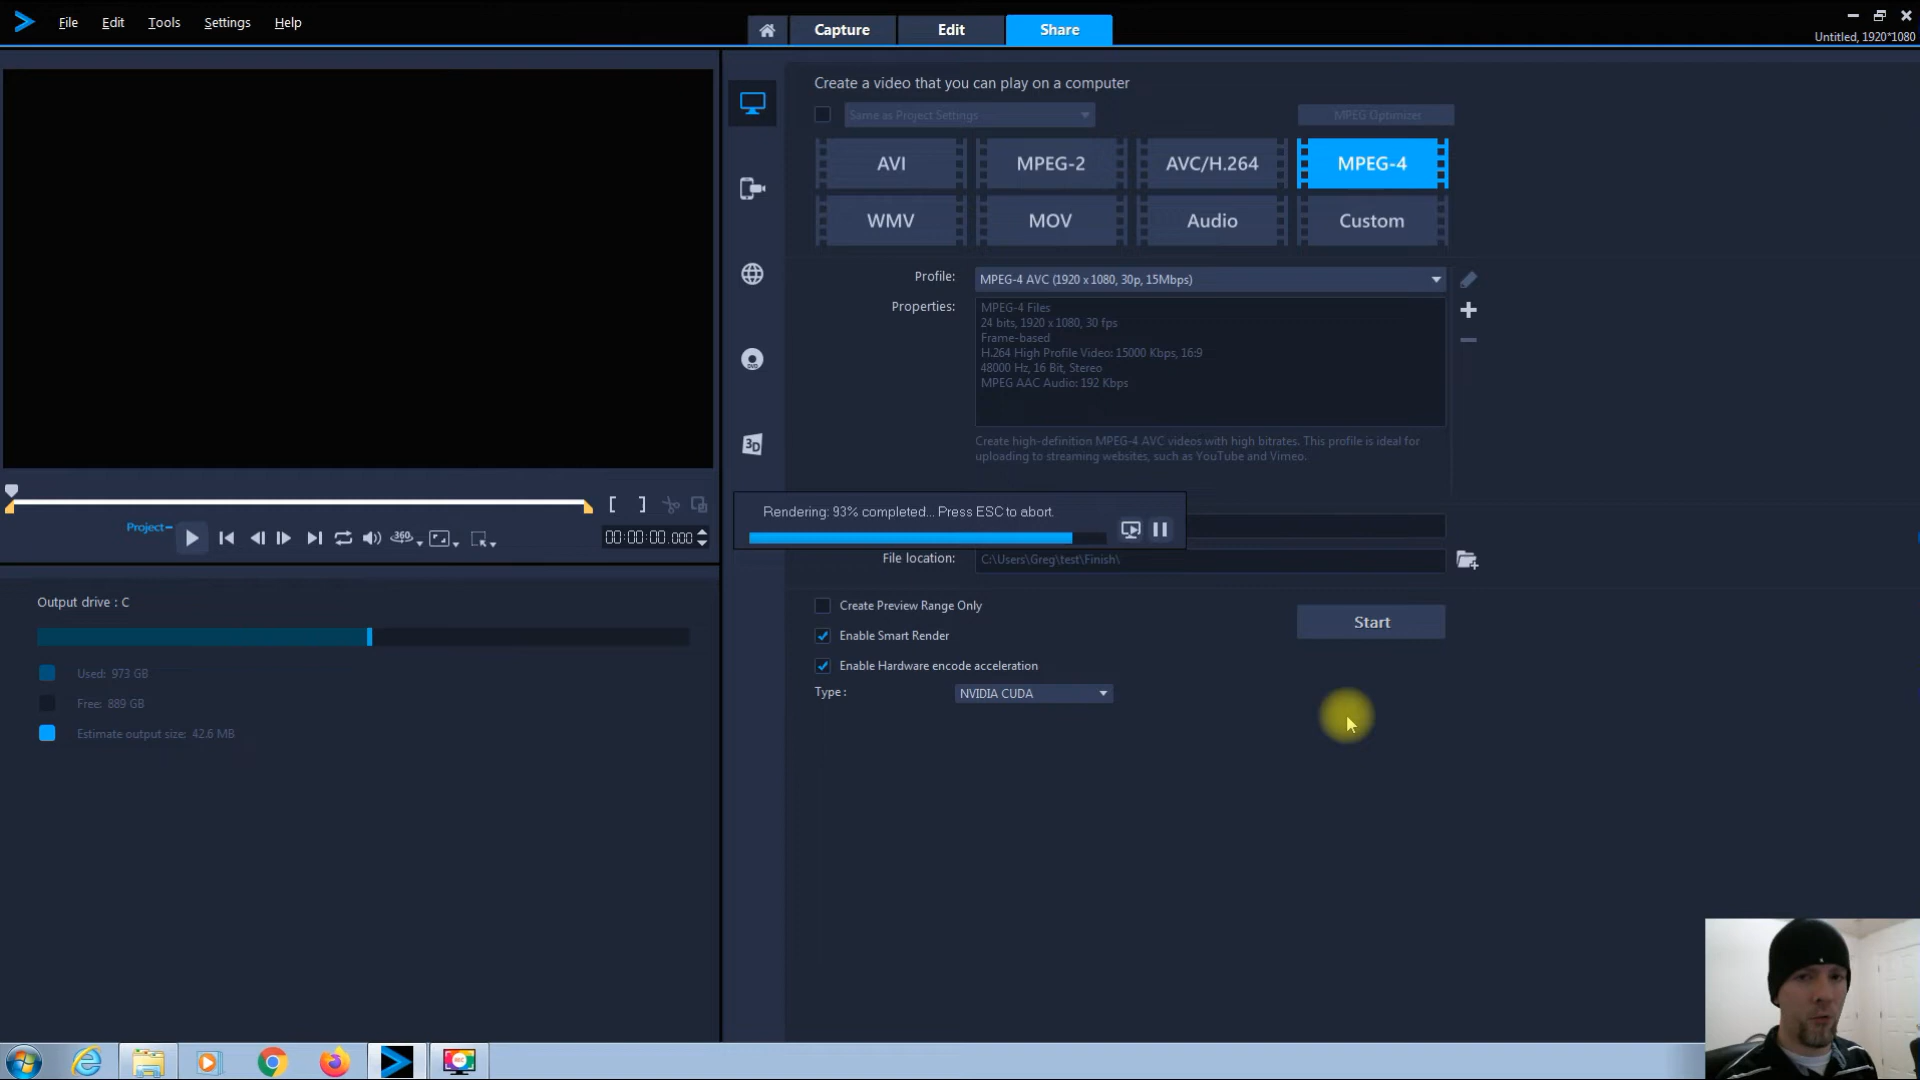 File Edit Tools Settings Help
Capture Edit Share
Untitled, 1920*1080
Create a video that you can play on a computer
Same as Project Settings
MPEG Optimizer
AVI MPEG-2 AVC/H.264 MPEG-4
WMV MOV Audio Custom
Profile: MPEG-4 AVC (1920 x 1080, 30p, 15Mbps)
Properties: MPEG-4 Files
24 bits, 1920 x 1080, 30 fps
Frame-based
H.264 High Profile Video: 15000 Kbps, 16:9
48000 Hz, 16 Bit, Stereo
MPEG AAC Audio: 192 Kbps
3D
DVD
Create high-definition MPEG-4 AVC videos with high bitrates. This profile is ideal for
uploading to streaming websites, such as YouTube and Vimeo.
Rendering: 93% completed... Press ESC to abort.
Project
360
00:00:00.000
File location: C:\Users\Greg\test\Finish\
Output drive : C
Create Preview Range Only
Start
Enable Smart Render
Enable Hardware encode acceleration
Type: NVIDIA CUDA
Used: 973 GB
Free: 889 GB
Estimate output size: 42.6 MB